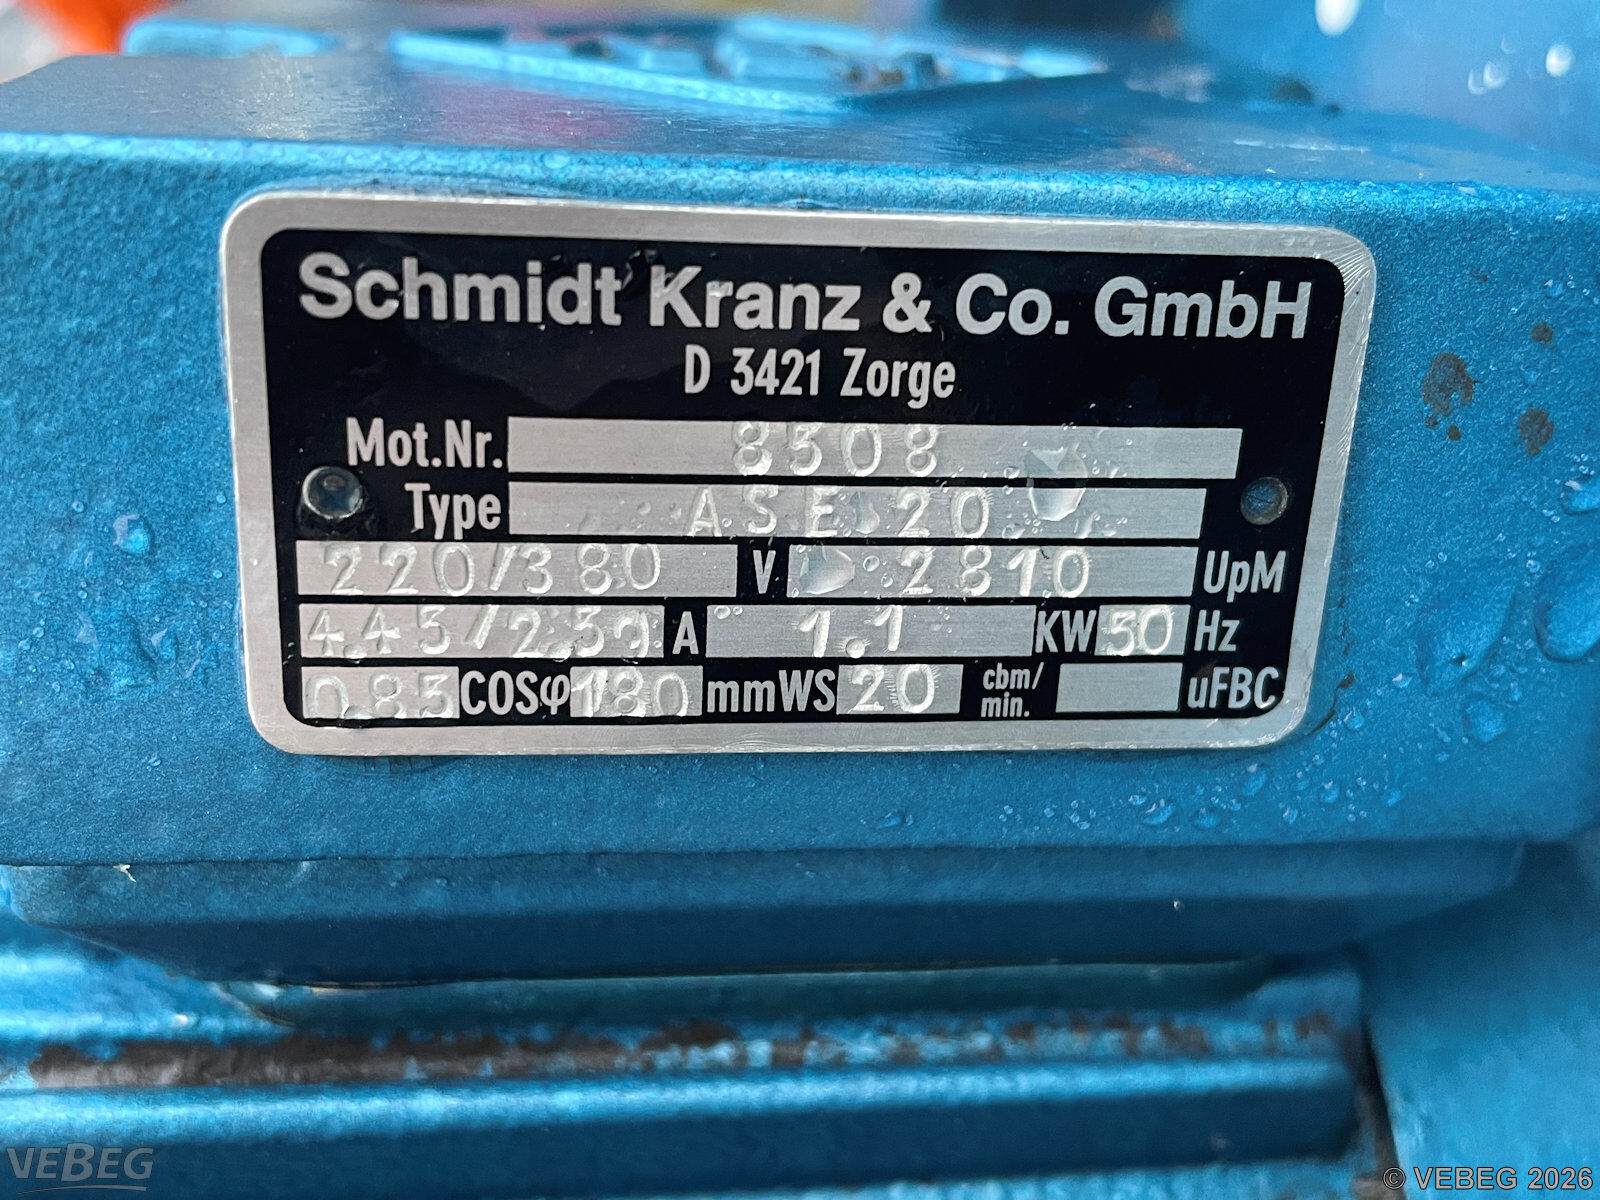 Schmidt Kranz & Co. GmbH
D 3421 Zorge
Mot.Nr. 8508
Type ASE 20
220/380 V 2810 UpM
A 1.1 KW 50 Hz
0.85 COSφ 180 mmWS 20 cbm/min. uFBC
VEBEG
© VEBEG 2026